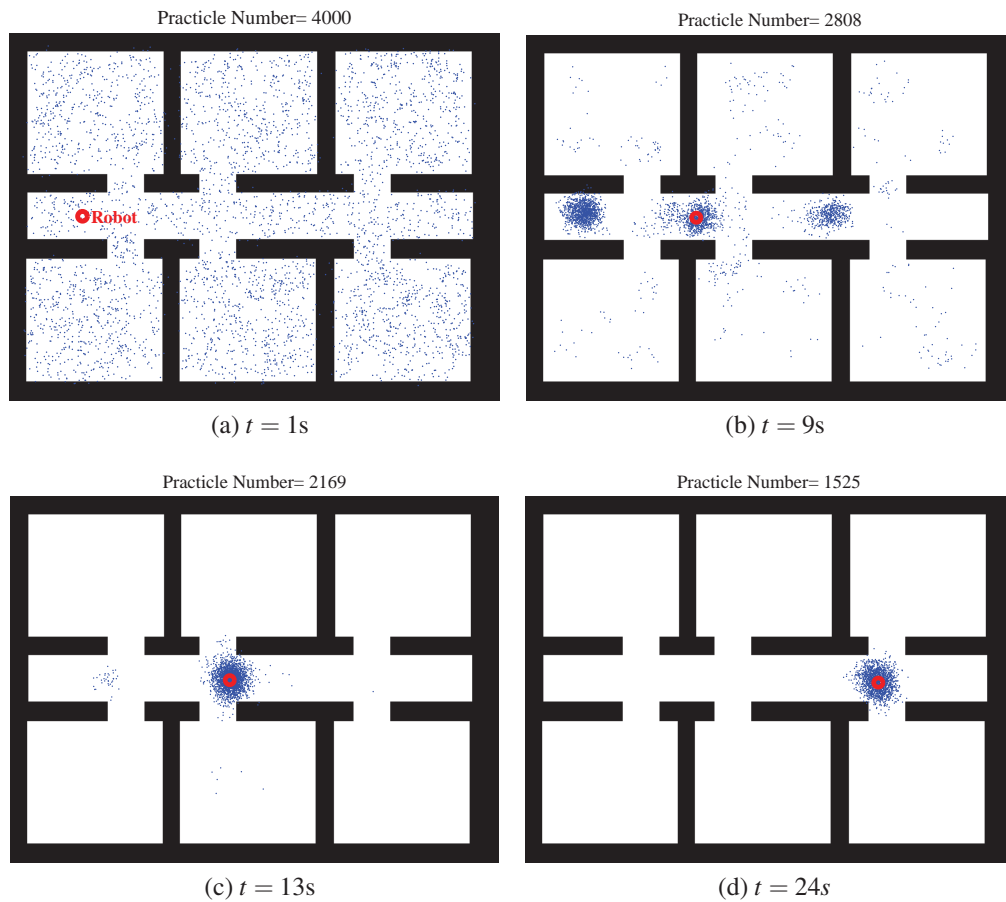 Practicle Number= 4000
Practicle Number= 2808
Robot
(a) t = 1s
(b) t = 9s
Practicle Number= 2169
Practicle Number= 1525
(c) t = 13s
(d) t = 24s